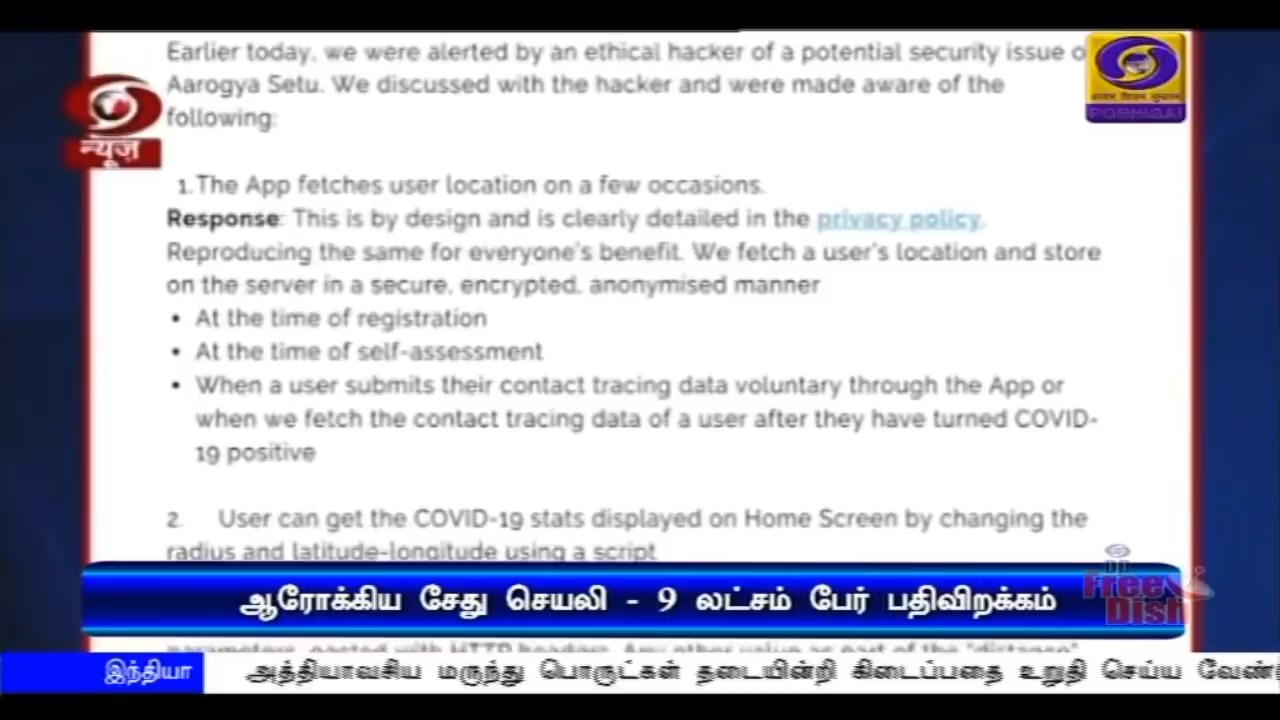 Earlier today, we were alerted by an ethical hacker of a potential security issue
Aarogya Setu. We discussed with the hacker and were made aware of the
following:
न्यूज़
PODHIGAI
1. The App fetches user location on a few occasions.
Response: This is by design and is clearly detailed in the privacy policy.
Reproducing the same for everyone's benefit. We fetch a user's location and store
on the server in a secure, encrypted, anonymised manner
• At the time of registration
• At the time of self-assessment
• When a user submits their contact tracing data voluntary through the App or
when we fetch the contact tracing data of a user after they have turned COVID-
19 positive
2. User can get the COVID-19 stats displayed on Home Screen by changing the
radius and latitude-longitude using a script
ஆரோக்கிய சேது செயலி - 9 லட்சம் பேர் பதிவிறக்கம்
DD
Free
Dish
இந்தியா
அத்தியாவசிய மருந்து பொருட்கள் தடையின்றி கிடைப்பதை உறுதி செய்ய